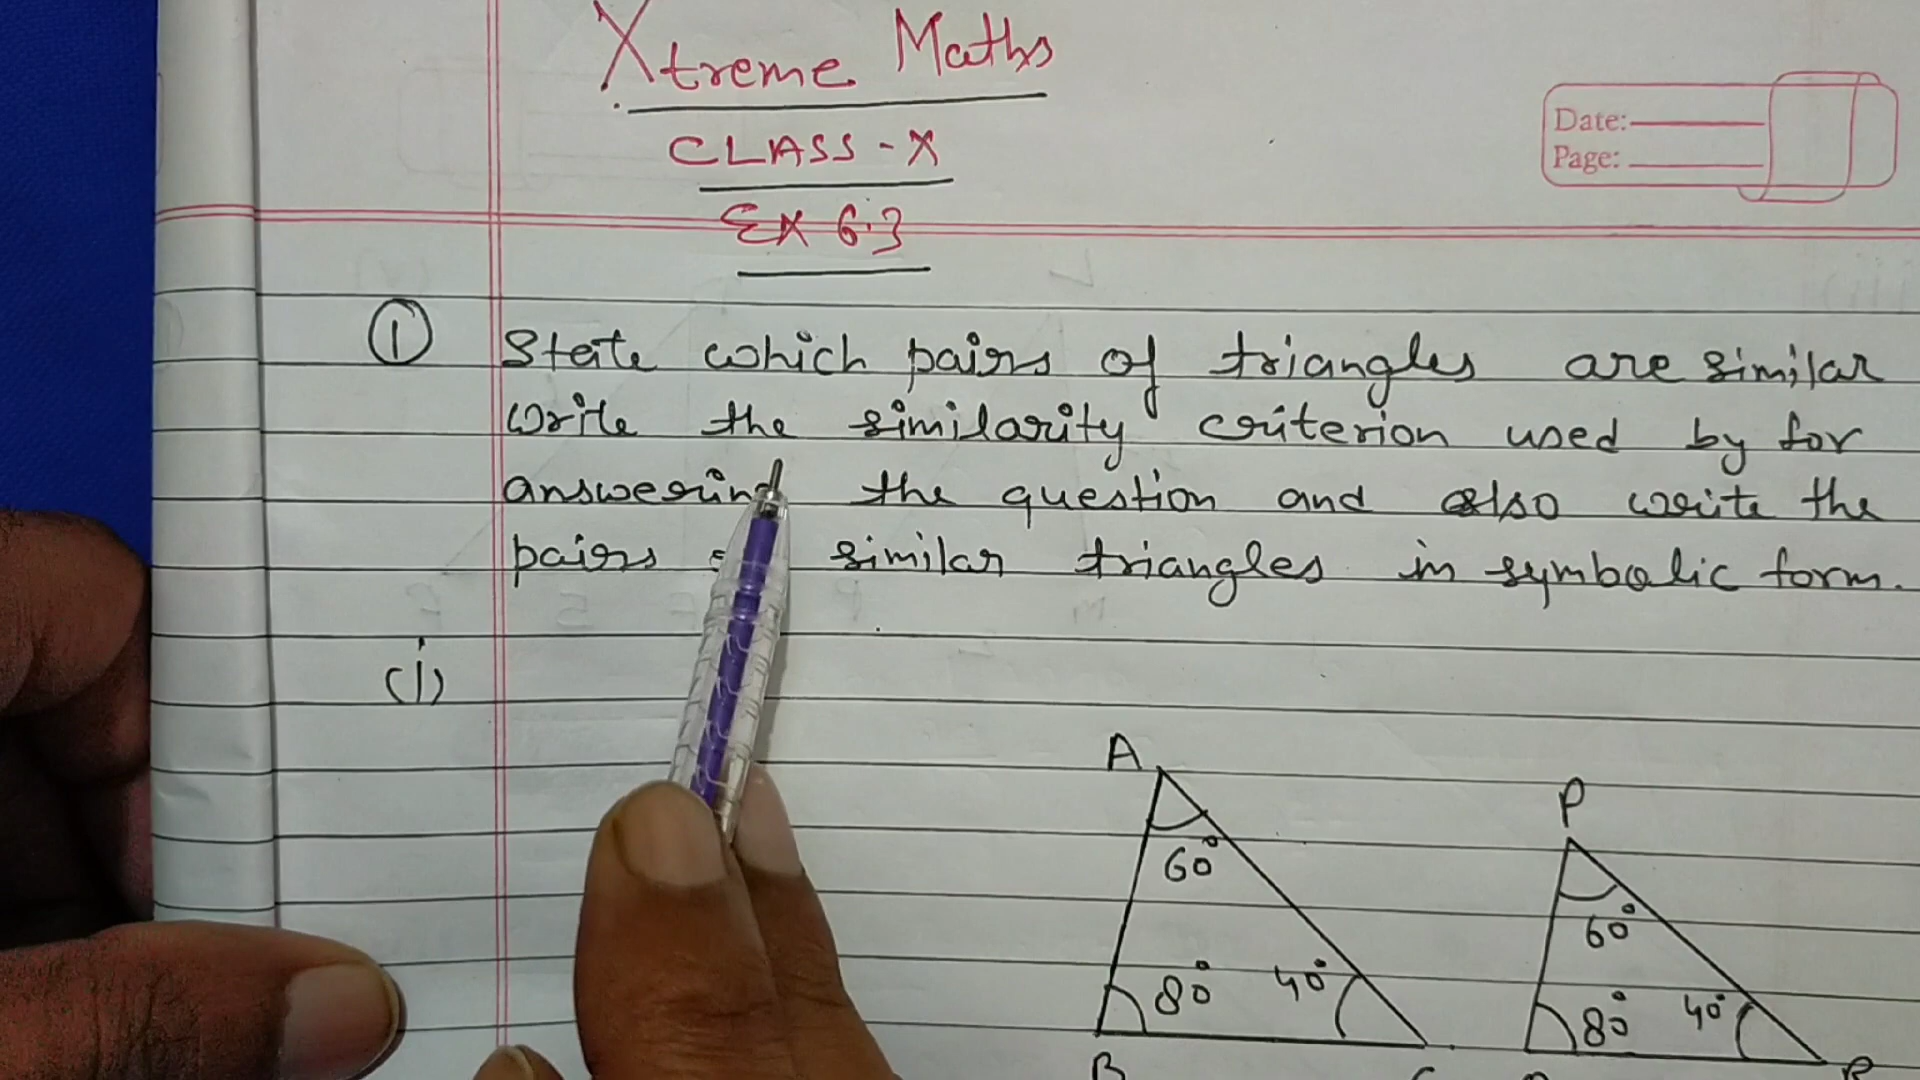 Xtreme Maths
CLASS - X
EX 6.3
Date:
Page:
① State which pairs of triangles are similar
Write the similarity criterion used by for
answering the question and also write the
pairs similar triangles in symbolic form.
(i)
A
P
60°
60°
80° 40°
80° 40°
B
R